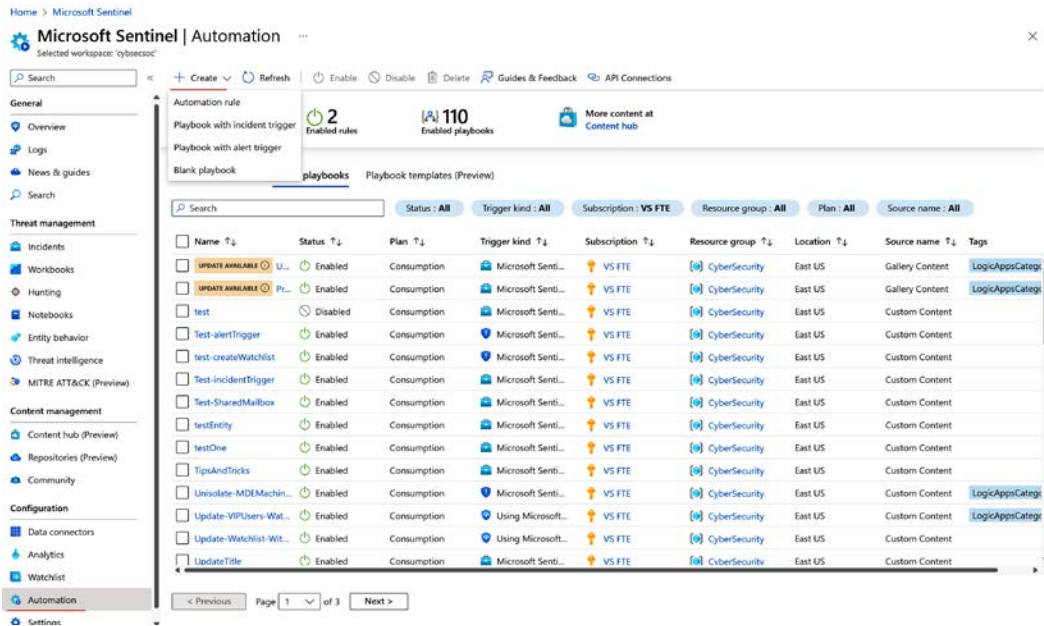 Home > Microsoft Sentinel
Microsoft Sentinel | Automation ...
Selected workspace: 'cybsecsoc'
Search
General
Overview
Logs
News & guides
Search
Threat management
Incidents
Workbooks
Hunting
Notebooks
Entity behavior
Threat intelligence
MITRE ATT&CK (Preview)
Content management
Content hub (Preview)
Repositories (Preview)
Community
Configuration
Data connectors
Analytics
Watchlist
Automation
Settings
Create Refresh Enable Disable Delete Guides & Feedback API Connections
Automation rule
Playbook with incident trigger
Playbook with alert trigger
Blank playbook
2 Enabled rules
110 Enabled playbooks
More content at Content hub
playbooks Playbook templates (Preview)
Search Status : All Trigger kind : All Subscription : VS FTE Resource group : All Plan : All Source name : All
Name Status Plan Trigger kind Subscription Resource group Location Source name Tags
UPDATE AVAILABLE U... Enabled Consumption Microsoft Senti... VS FTE CyberSecurity East US Gallery Content LogicAppsCatego
UPDATE AVAILABLE Pr... Enabled Consumption Microsoft Senti... VS FTE CyberSecurity East US Gallery Content LogicAppsCatego
test Disabled Consumption Microsoft Senti... VS FTE CyberSecurity East US Custom Content
Test-alertTrigger Enabled Consumption Microsoft Senti... VS FTE CyberSecurity East US Custom Content
test-createWatchlist Enabled Consumption Microsoft Senti... VS FTE CyberSecurity East US Custom Content
Test-incidentTrigger Enabled Consumption Microsoft Senti... VS FTE CyberSecurity East US Custom Content
Test-SharedMailbox Enabled Consumption Microsoft Senti... VS FTE CyberSecurity East US Custom Content
testEntity Enabled Consumption Microsoft Senti... VS FTE CyberSecurity East US Custom Content
testOne Enabled Consumption Microsoft Senti... VS FTE CyberSecurity East US Custom Content
TipsAndTricks Enabled Consumption Microsoft Senti... VS FTE CyberSecurity East US Custom Content
Unisolate-MDEMachin... Enabled Consumption Microsoft Senti... VS FTE CyberSecurity East US Custom Content LogicAppsCatego
Update-VIPUsers-Wat... Enabled Consumption Using Microsoft... VS FTE CyberSecurity East US Custom Content LogicAppsCatego
Update-Watchlist-Wit... Enabled Consumption Using Microsoft... VS FTE CyberSecurity East US Custom Content
UpdateTitle Enabled Consumption Microsoft Senti... VS FTE CyberSecurity East US Custom Content
< Previous Page 1 of 3 Next >